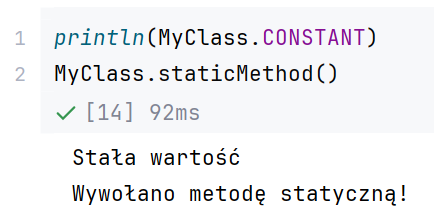 1 println(MyClass.CONSTANT)
2 MyClass.staticMethod()
[14] 92ms
Stała wartość
Wywołano metodę statyczną!